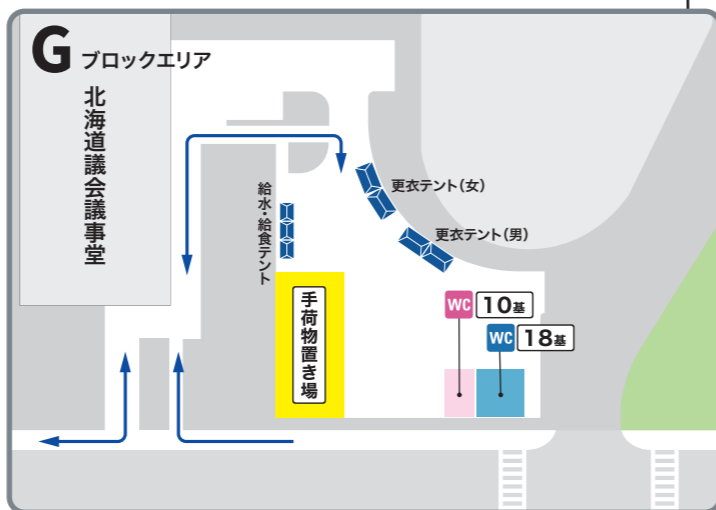 G ブロックエリア
北海道議会議事堂
給水・給食テント
更衣テント(女)
更衣テント(男)
手荷物置き場
WC 10基
WC 18基